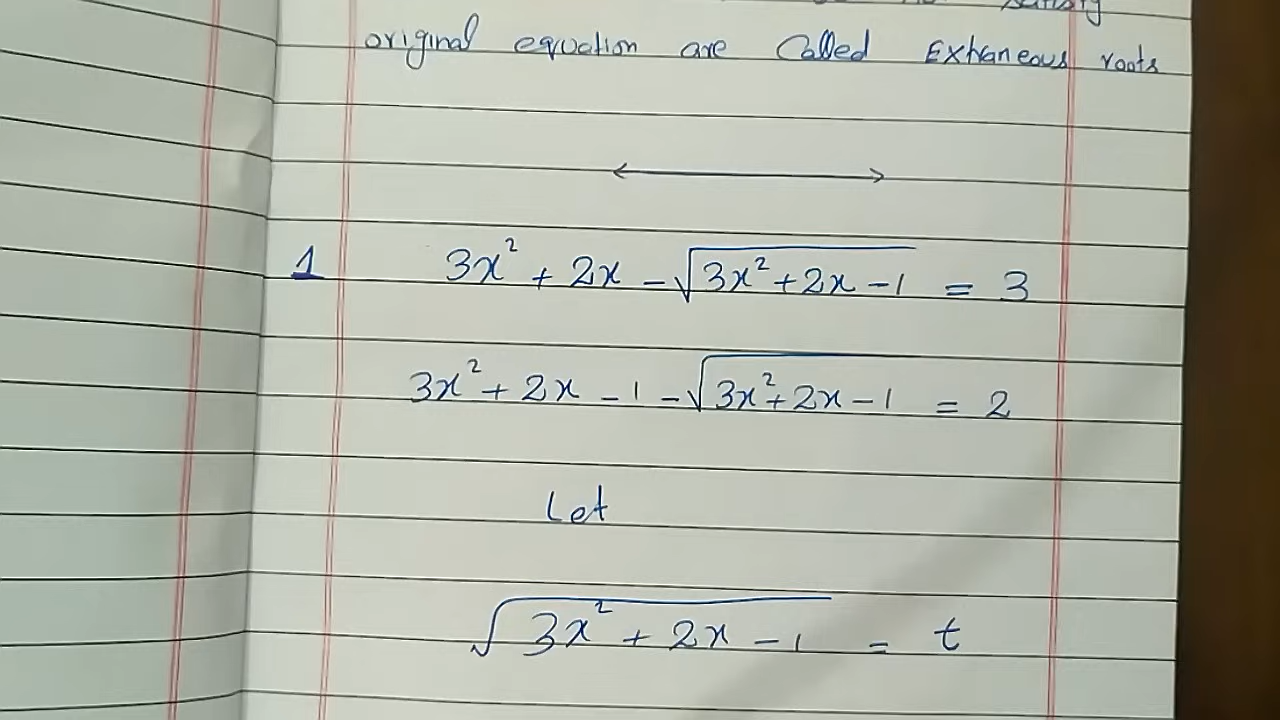 original equation are Called Extraneous roots
1 3x² + 2x - √(3x² + 2x - 1) = 3
3x² + 2x - 1 - √(3x² + 2x - 1) = 2
Let
√(3x² + 2x - 1) = t